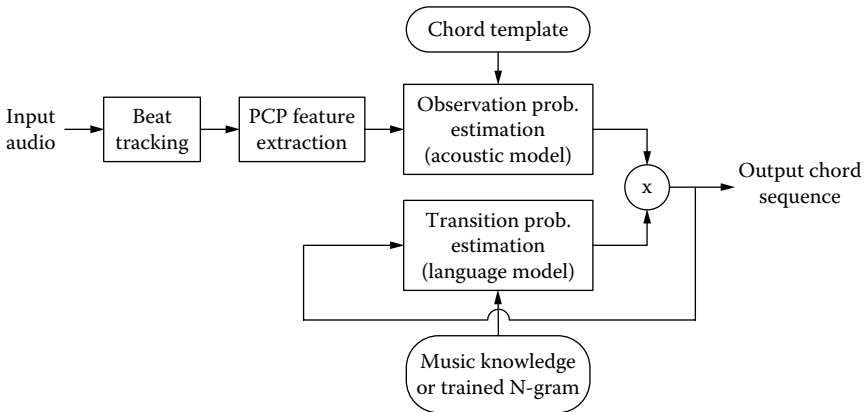 Chord template
Input
audio
Beat
tracking
PCP feature
extraction
Observation prob.
estimation
(acoustic model)
x
Output chord
sequence
Transition prob.
estimation
(language model)
Music knowledge
or trained N-gram